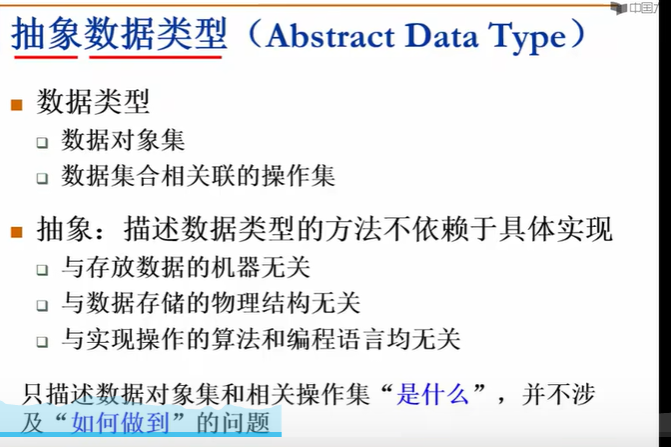 中国大
抽象数据类型（Abstract Data Type）
数据类型
数据对象集
数据集合相关联的操作集
抽象：描述数据类型的方法不依赖于具体实现
与存放数据的机器无关
与数据存储的物理结构无关
与实现操作的算法和编程语言均无关
只描述数据对象集和相关操作集“是什么”，并不涉
及“如何做到”的问题